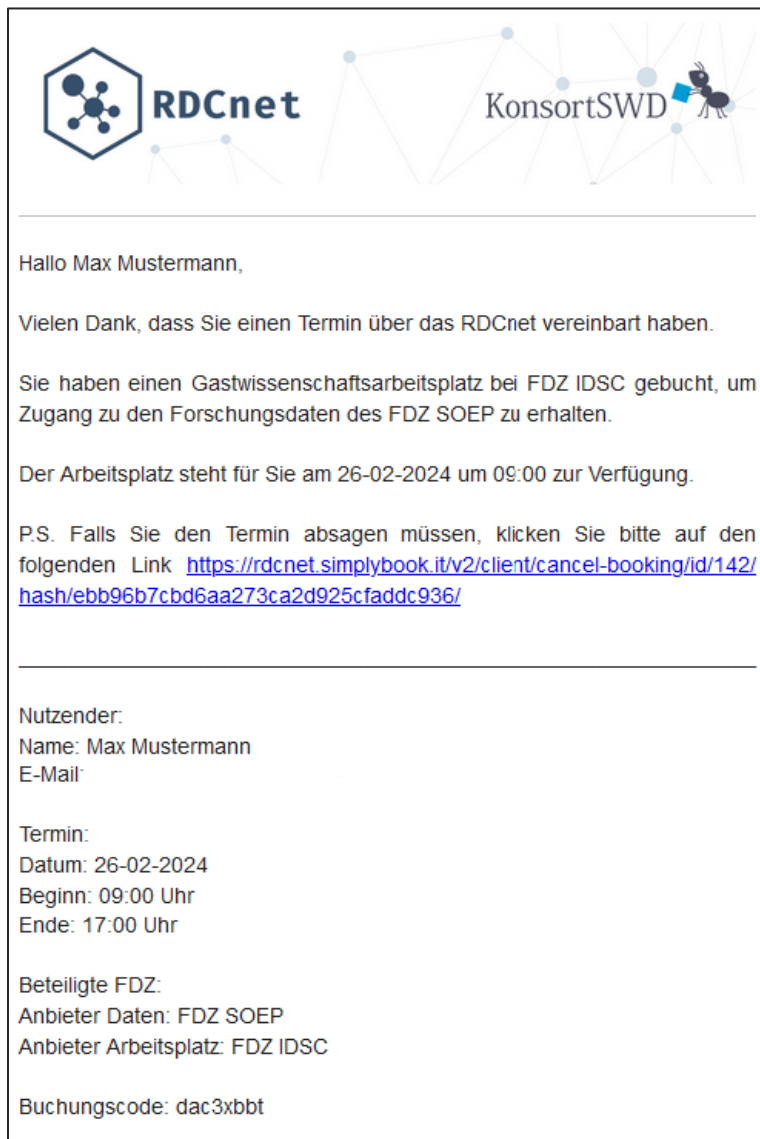 RDCnet
KonsortSWD
Hallo Max Mustermann,
Vielen Dank, dass Sie einen Termin über das RDCnet vereinbart haben.
Sie haben einen Gastwissenschaftsarbeitsplatz bei FDZ IDSC gebucht, um
Zugang zu den Forschungsdaten des FDZ SOEP zu erhalten.
Der Arbeitsplatz steht für Sie am 26-02-2024 um 09:00 zur Verfügung.
P.S. Falls Sie den Termin absagen müssen, klicken Sie bitte auf den
folgenden Link https://rdcnet.simplybook.it/v2/client/cancel-booking/id/142/
hash/ebb96b7cbd6aa273ca2d925cfaddc936/
Nutzender:
Name: Max Mustermann
E-Mail:
Termin:
Datum: 26-02-2024
Beginn: 09:00 Uhr
Ende: 17:00 Uhr
Beteiligte FDZ:
Anbieter Daten: FDZ SOEP
Anbieter Arbeitsplatz: FDZ IDSC
Buchungscode: dac3xbbt